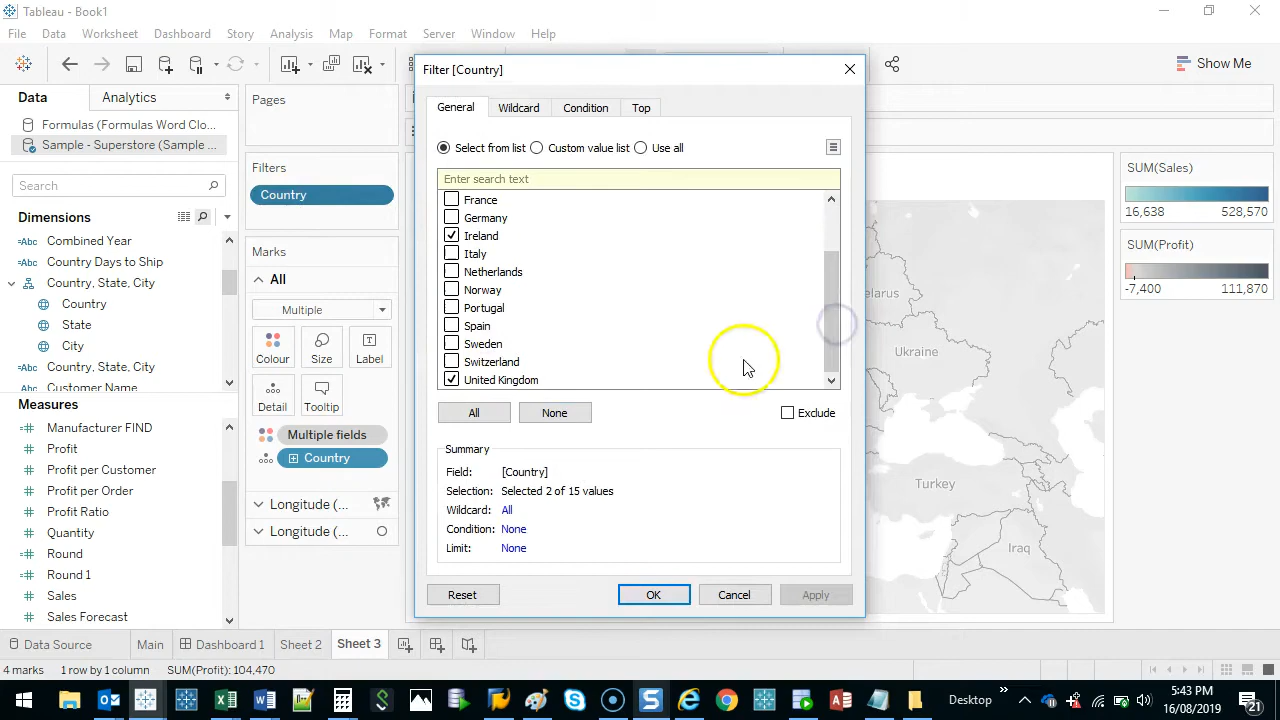 Tableau - Book1
File Data Worksheet Dashboard Story Analysis Map Format Server Window Help
Show Me
Data Analytics
Formulas (Formulas Word Clo...
Sample - Superstore (Sample ...
Search
Dimensions
Abc Combined Year
=Abc Country Days to Ship
Country, State, City
Country
State
City
=Abc Country, State, City
Abc Customer Name
Measures
=# Manufacturer FIND
# Profit
=# Profit per Customer
=# Profit per Order
=# Profit Ratio
# Quantity
=# Round
=# Round 1
# Sales
=# Sales Forecast
Pages
Filters
Country
Marks
All
Multiple
Colour Size Label
Detail Tooltip
Multiple fields
Country
Longitude (...
Longitude (...
Filter [Country]
General Wildcard Condition Top
Select from list Custom value list Use all
Enter search text
France
Germany
Ireland
Italy
Netherlands
Norway
Portugal
Spain
Sweden
Switzerland
United Kingdom
All None Exclude
Summary
Field: [Country]
Selection: Selected 2 of 15 values
Wildcard: All
Condition: None
Limit: None
Reset OK Cancel Apply
elarus
Ukraine
Turkey
Iraq
SUM(Sales)
16,638 528,570
SUM(Profit)
-7,400 111,870
Data Source Main Dashboard 1 Sheet 2 Sheet 3
4 marks 1 row by 1 column SUM(Profit): 104,470
Desktop
5:43 PM
16/08/2019
21